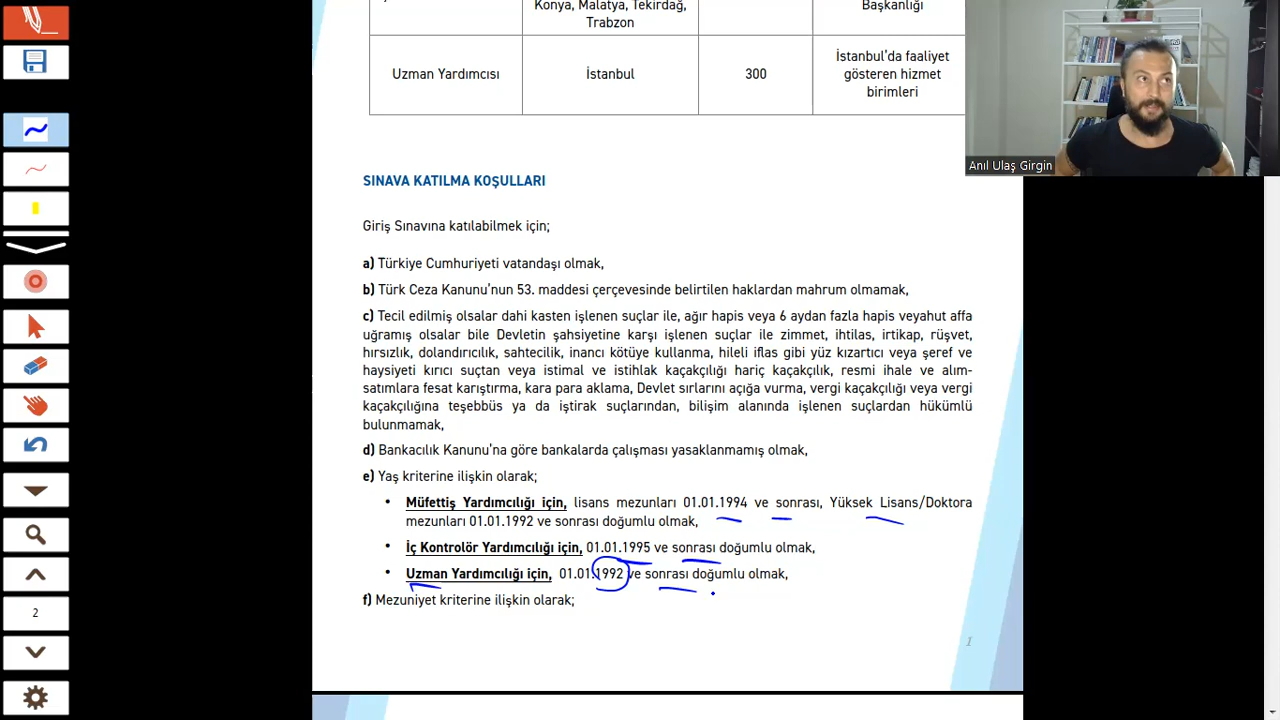 Konya, Malatya, Tekirdağ,
Trabzon
Başkanlığı
Uzman Yardımcısı
İstanbul
300
İstanbul’da faaliyet
gösteren hizmet
birimleri
Anıl Ulaş Girgin
SINAVA KATILMA KOŞULLARI
Giriş Sınavına katılabilmek için;
a) Türkiye Cumhuriyeti vatandaşı olmak,
b) Türk Ceza Kanunu’nun 53. maddesi çerçevesinde belirtilen haklardan mahrum olmamak,
c) Tecil edilmiş olsalar dahi kasten işlenen suçlar ile, ağır hapis veya 6 aydan fazla hapis veyahut affa
uğramış olsalar bile Devletin şahsiyetine karşı işlenen suçlar ile zimmet, ihtilas, irtikap, rüşvet,
hırsızlık, dolandırıcılık, sahtecilik, inancı kötüye kullanma, hileli iflas gibi yüz kızartıcı veya şeref ve
haysiyeti kırıcı suçtan veya istimal ve istihlak kaçakçılığı hariç kaçakçılık, resmi ihale ve alım-
satımlara fesat karıştırma, kara para aklama, Devlet sırlarını açığa vurma, vergi kaçakçılığı veya vergi
kaçakçılığına teşebbüs ya da iştirak suçlarından, bilişim alanında işlenen suçlardan hükümlü
bulunmamak,
d) Bankacılık Kanunu’na göre bankalarda çalışması yasaklanmamış olmak,
e) Yaş kriterine ilişkin olarak;
• Müfettiş Yardımcılığı için, lisans mezunları 01.01.1994 ve sonrası, Yüksek Lisans/Doktora
mezunları 01.01.1992 ve sonrası doğumlu olmak,
• İç Kontrolör Yardımcılığı için, 01.01.1995 ve sonrası doğumlu olmak,
• Uzman Yardımcılığı için, 01.01.1992 ve sonrası doğumlu olmak,
f) Mezuniyet kriterine ilişkin olarak;
1
2